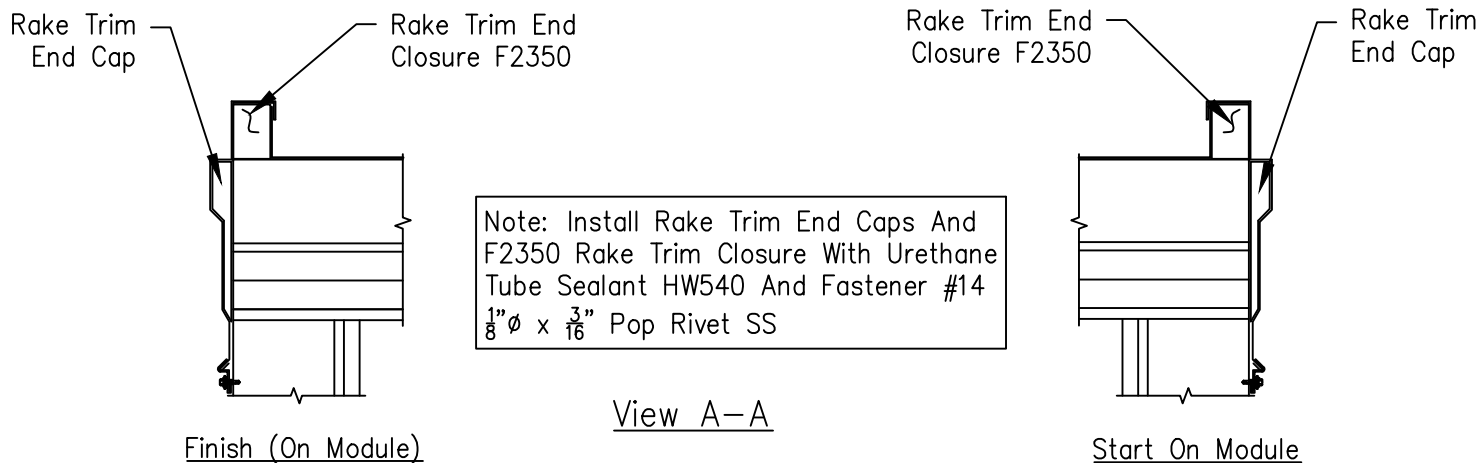 Rake Trim
End Cap
Rake Trim End
Closure F2350
Rake Trim End
Closure F2350
Rake Trim
End Cap
Note: Install Rake Trim End Caps And
F2350 Rake Trim Closure With Urethane
Tube Sealant HW540 And Fastener #14
1/8"ø x 3/16" Pop Rivet SS
View A-A
Finish (On Module)
Start On Module